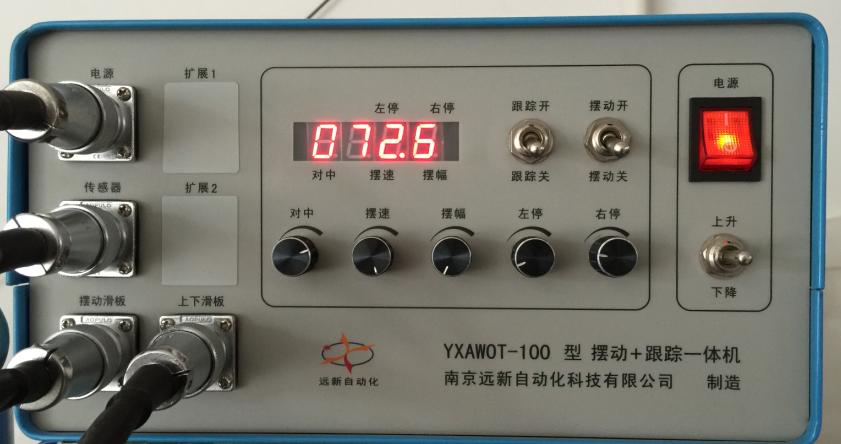 电源
扩展1
AOPULO
传感器
扩展2
AOPULO
摆动滑板
上下滑板
AOPULO
AOPULO
左停 右停
072.6
对中 摆速 摆幅
跟踪开 摆动开
跟踪关 摆动关
对中 摆速 摆幅 左停 右停
电源
上升
下降
远新自动化
YXAWOT-100 型 摆动+跟踪一体机
南京远新自动化科技有限公司 制造